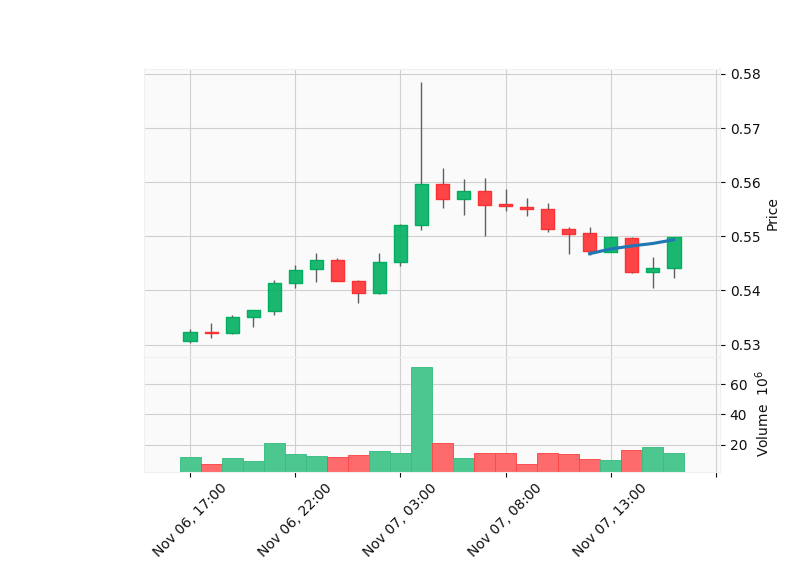 0.58
0.57
0.56
0.55
0.54
0.53
Price
60
40
20
Volume 10^6
Nov 06, 17:00
Nov 06, 22:00
Nov 07, 03:00
Nov 07, 08:00
Nov 07, 13:00